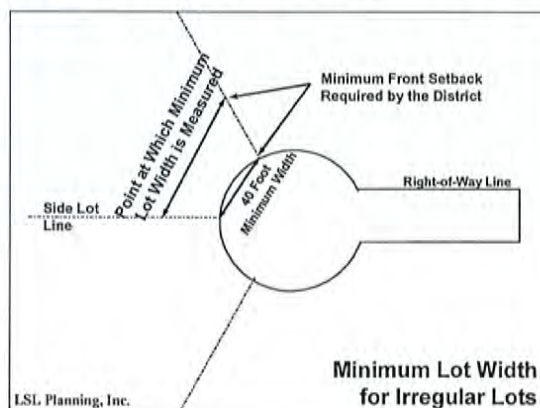 Point at Which Minimum
Lot Width is Measured
Minimum Front Setback
Required by the District
40 Foot
Minimum Width
Right-of-Way Line
Side Lot
Line
Minimum Lot Width
for Irregular Lots
LSL Planning, Inc.